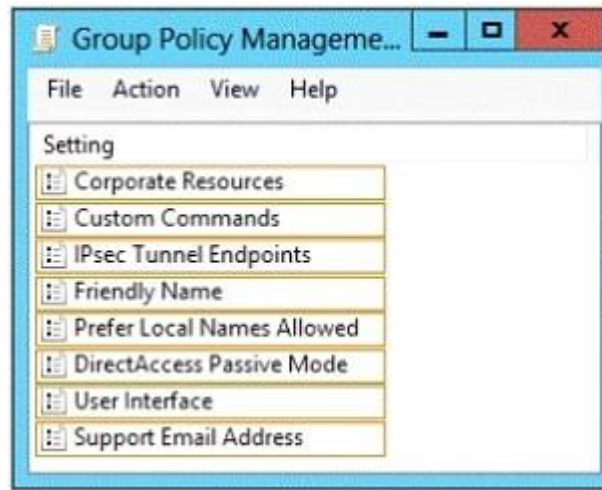 Group Policy Manageme...
File Action View Help
Setting
Corporate Resources
Custom Commands
IPsec Tunnel Endpoints
Friendly Name
Prefer Local Names Allowed
DirectAccess Passive Mode
User Interface
Support Email Address